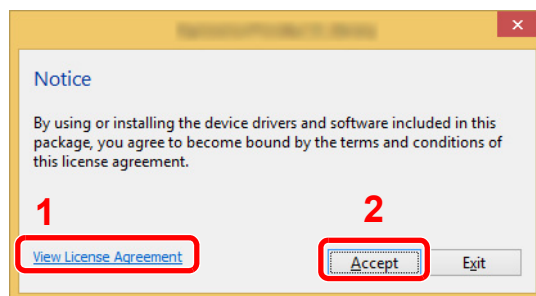 Notice
By using or installing the device drivers and software included in this
package, you agree to become bound by the terms and conditions of
this license agreement.
1
2
View License Agreement
Accept
Exit